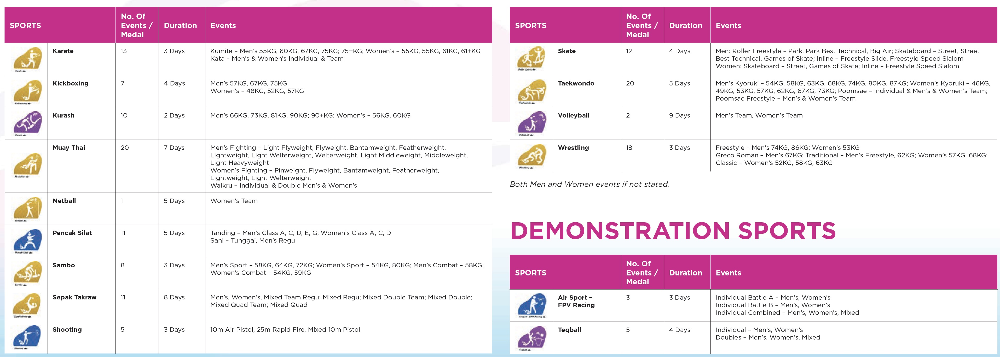 SPORTS
No. Of
Events /
Medal
Duration
Events
Karate
13
3 Days
Kumite – Men's 55KG, 60KG, 67KG, 75KG; 75+KG; Women's – 55KG, 55KG, 61KG, 61+KG
Kata – Men's & Women's Individual & Team
Kickboxing
7
4 Days
Men's 57KG, 67KG, 75KG
Women's – 48KG, 52KG, 57KG
Kurash
10
2 Days
Men's 66KG, 73KG, 81KG, 90KG; 90+KG; Women's – 56KG, 60KG
Muay Thai
20
7 Days
Men's Fighting – Light Flyweight, Flyweight, Bantamweight, Featherweight,
Lightweight, Light Welterweight, Welterweight, Light Middleweight, Middleweight,
Light Heavyweight
Women's Fighting – Pinweight, Flyweight, Bantamweight, Featherweight,
Lightweight, Light Welterweight
Waikru – Individual & Double Men's & Women's
Netball
1
5 Days
Women's Team
Pencak Silat
11
5 Days
Tanding – Men's Class A, C, D, E, G; Women's Class A, C, D
Sani – Tunggai, Men's Regu
Sambo
8
3 Days
Men's Sport – 58KG, 64KG, 72KG; Women's Sport – 54KG, 80KG; Men's Combat – 58KG;
Women's Combat – 54KG, 59KG
Sepak Takraw
11
8 Days
Men's, Women's, Mixed Team Regu; Mixed Regu; Mixed Double Team; Mixed Double;
Mixed Quad Team; Mixed Quad
Shooting
5
3 Days
10m Air Pistol, 25m Rapid Fire, Mixed 10m Pistol
SPORTS
No. Of
Events /
Medal
Duration
Events
Skate
12
4 Days
Men: Roller Freestyle – Park, Park Best Technical, Big Air; Skateboard – Street, Street
Best Technical, Games of Skate; Inline – Freestyle Slide, Freestyle Speed Slalom
Women: Skateboard – Street, Games of Skate; Inline – Freestyle Speed Slalom
Taekwondo
20
5 Days
Men's Kyoruki – 54KG, 58KG, 63KG, 68KG, 74KG, 80KG, 87KG; Women's Kyoruki – 46KG,
49KG, 53KG, 57KG, 62KG, 67KG, 73KG; Poomsae – Individual & Men's & Women's Team;
Poomsae Freestyle – Men's & Women's Team
Volleyball
2
9 Days
Men's Team, Women's Team
Wrestling
18
3 Days
Freestyle – Men's 74KG, 86KG; Women's 53KG
Greco Roman – Men's 67KG; Traditional – Men's Freestyle, 62KG; Women's 57KG, 68KG;
Classic – Women's 52KG, 58KG, 63KG
Both Men and Women events if not stated.
DEMONSTRATION SPORTS
SPORTS
No. Of
Events /
Medal
Duration
Events
Air Sport –
FPV Racing
3
3 Days
Individual Battle A – Men's, Women's
Individual Battle B – Men's, Women's
Individual Combined – Men's, Women's, Mixed
Teqball
5
4 Days
Individual – Men's, Women's
Doubles – Men's, Women's, Mixed